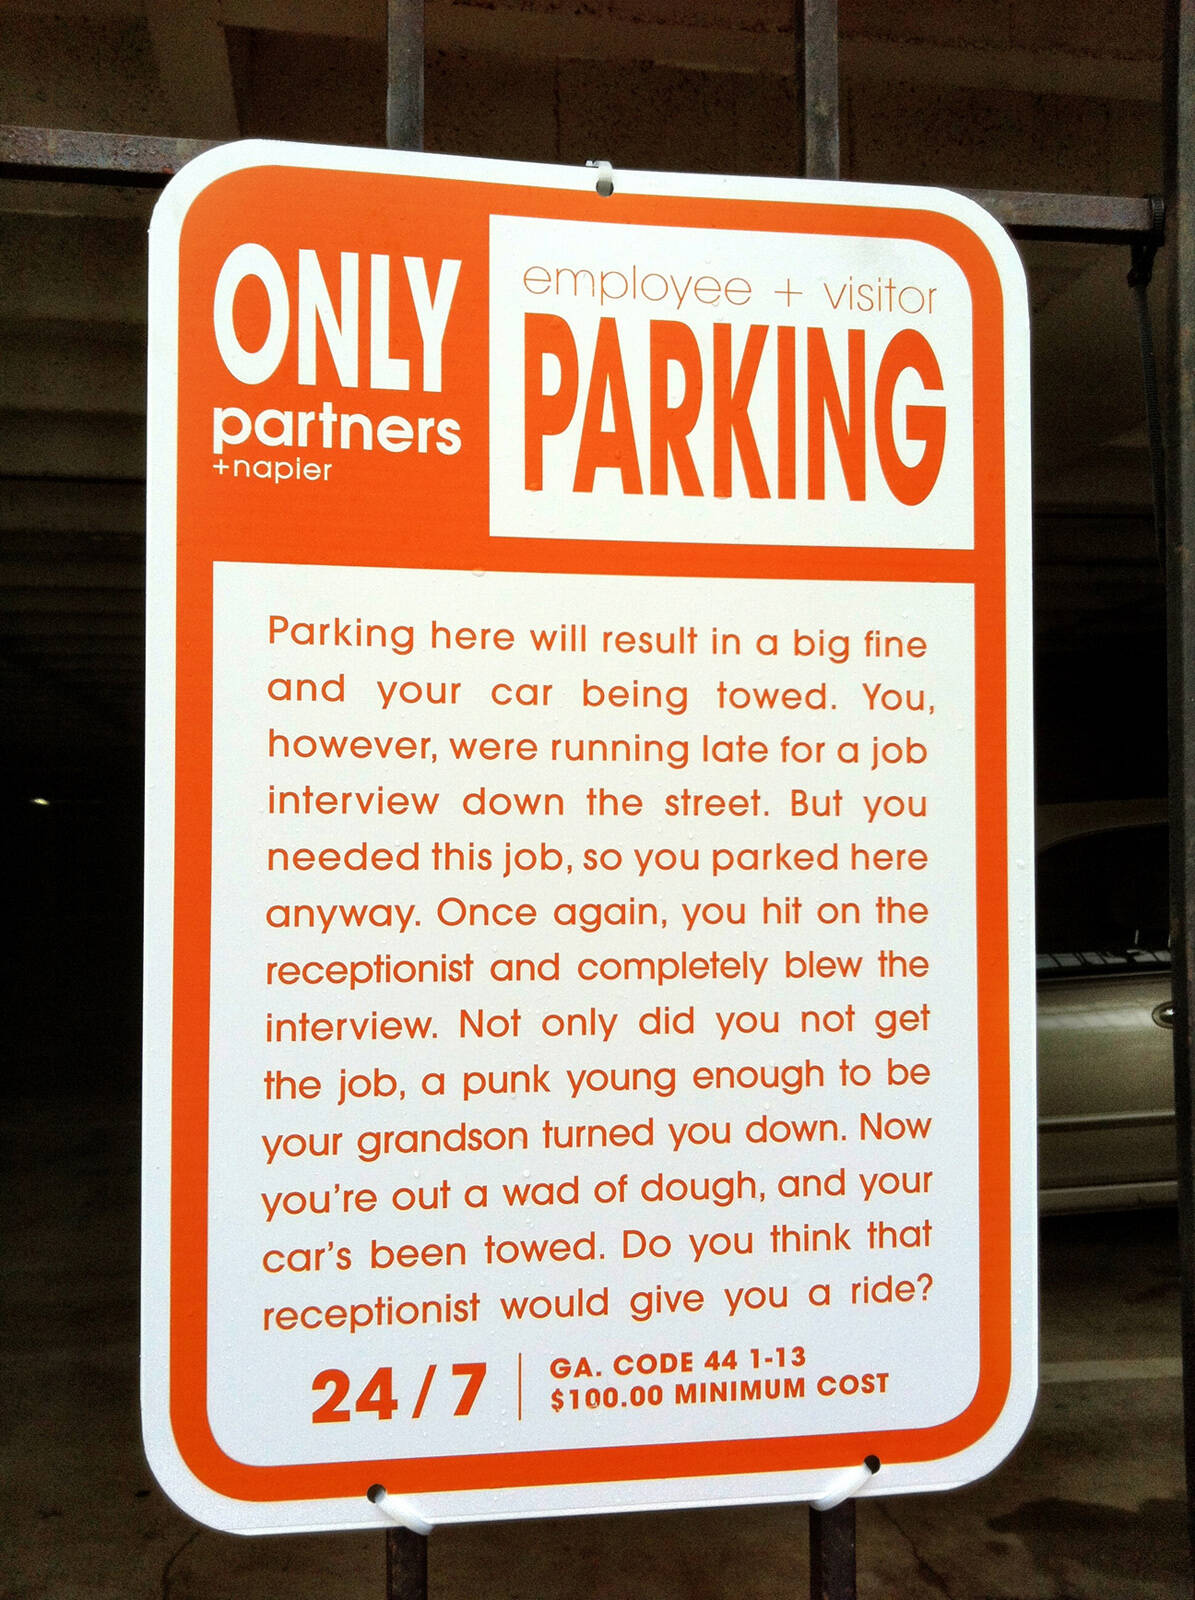 ONLY
partners
+napier
employee + visitor
PARKING
Parking here will result in a big fine
and your car being towed. You,
however, were running late for a job
interview down the street. But you
needed this job, so you parked here
anyway. Once again, you hit on the
receptionist and completely blew the
interview. Not only did you not get
the job, a punk young enough to be
your grandson turned you down. Now
you're out a wad of dough, and your
car's been towed. Do you think that
receptionist would give you a ride?
24/7
GA. CODE 44 1-13
$100.00 MINIMUM COST